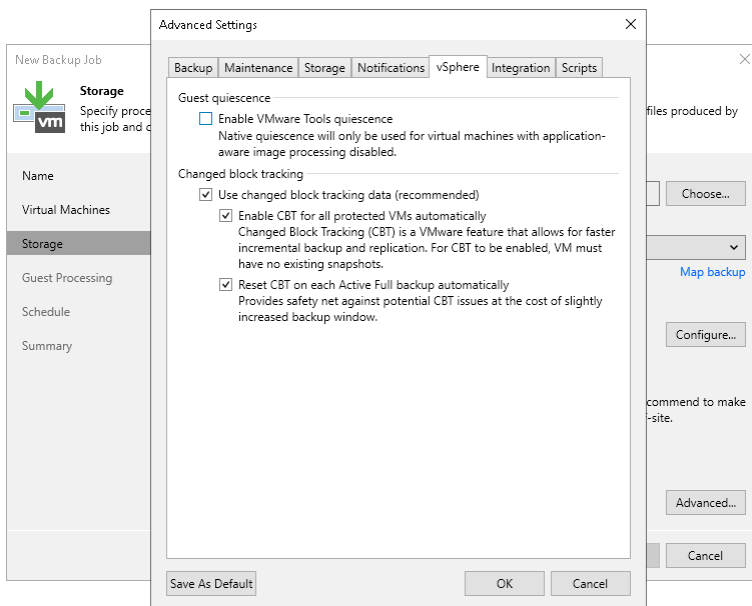 Advanced Settings
New Backup Job
Storage
Specify proce
this job and c
files produced by
vm
Name
Virtual Machines
Storage
Guest Processing
Schedule
Summary
Backup Maintenance Storage Notifications vSphere Integration Scripts
Guest quiescence
Enable VMware Tools quiescence
Native quiescence will only be used for virtual machines with application-
aware image processing disabled.
Changed block tracking
Use changed block tracking data (recommended)
Enable CBT for all protected VMs automatically
Changed Block Tracking (CBT) is a VMware feature that allows for faster
incremental backup and replication. For CBT to be enabled, VM must
have no existing snapshots.
Reset CBT on each Active Full backup automatically
Provides safety net against potential CBT issues at the cost of slightly
increased backup window.
Choose...
Map backup
Configure...
commend to make
-site.
Advanced...
Cancel
Save As Default
OK
Cancel